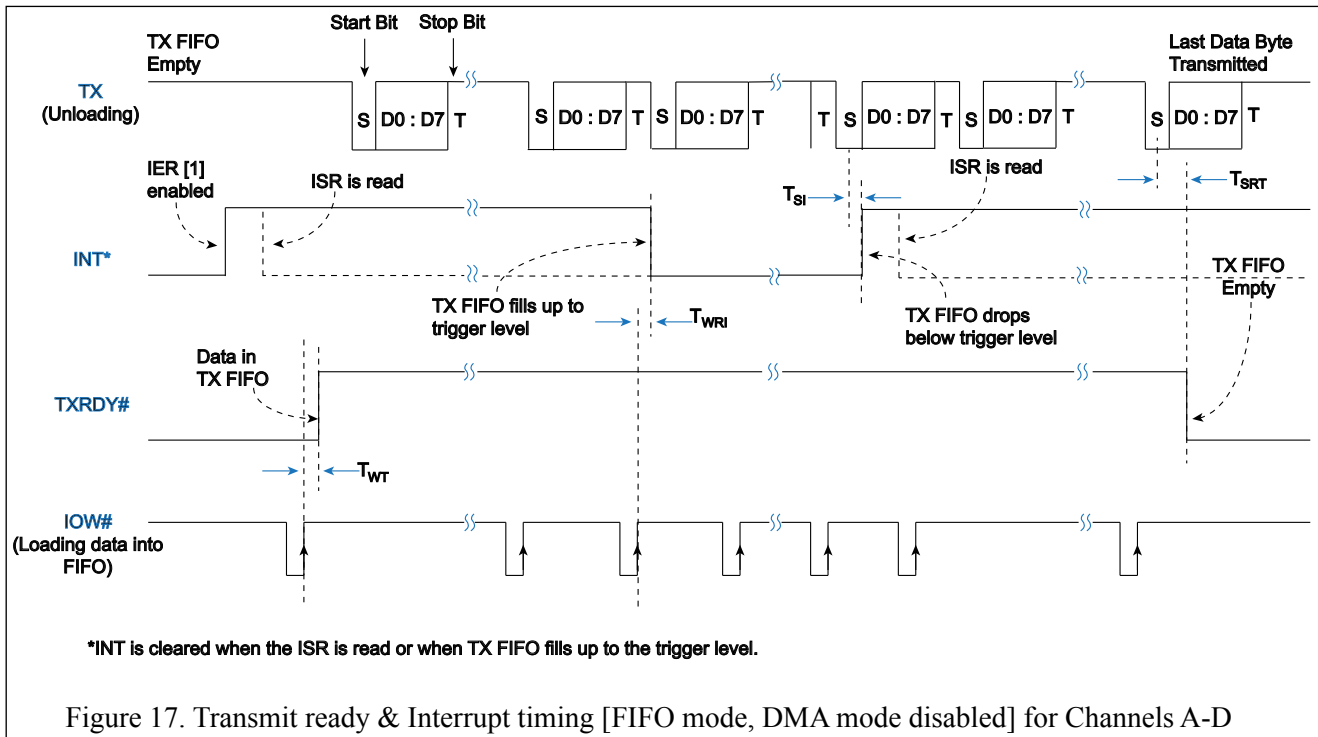 Start Bit
Stop Bit
TX FIFO
Empty
Last Data Byte
Transmitted
TX
(Unloading)
S D0 : D7 T
S D0 : D7 T S D0 : D7 T
T S D0 : D7 T S D0 : D7 T
S D0 : D7 T
IER [1]
enabled
ISR is read
ISR is read
TSRT
TSI
INT*
TX FIFO fills up to
trigger level
TWRI
TX FIFO drops
below trigger level
TX FIFO
Empty
Data in
TX FIFO
TXRDY#
TWT
IOW#
(Loading data into
FIFO)
*INT is cleared when the ISR is read or when TX FIFO fills up to the trigger level.
Figure 17. Transmit ready & Interrupt timing [FIFO mode, DMA mode disabled] for Channels A-D